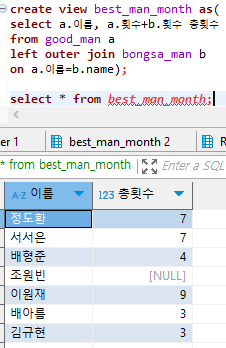 create view best_man_month as(
select a.이름, a.횟수+b.횟수 총횟수
from good_man a
left outer join bongsa_man b
on a.이름=b.name);
select * from best_man_month;
er 1
best_man_month 2
R
* from best_man_month
Enter a SQL
A-Z 이름
123 총횟수
정도환 7
서서은 7
배형준 4
조원빈 [NULL]
이원재 9
배아름 3
김규현 3